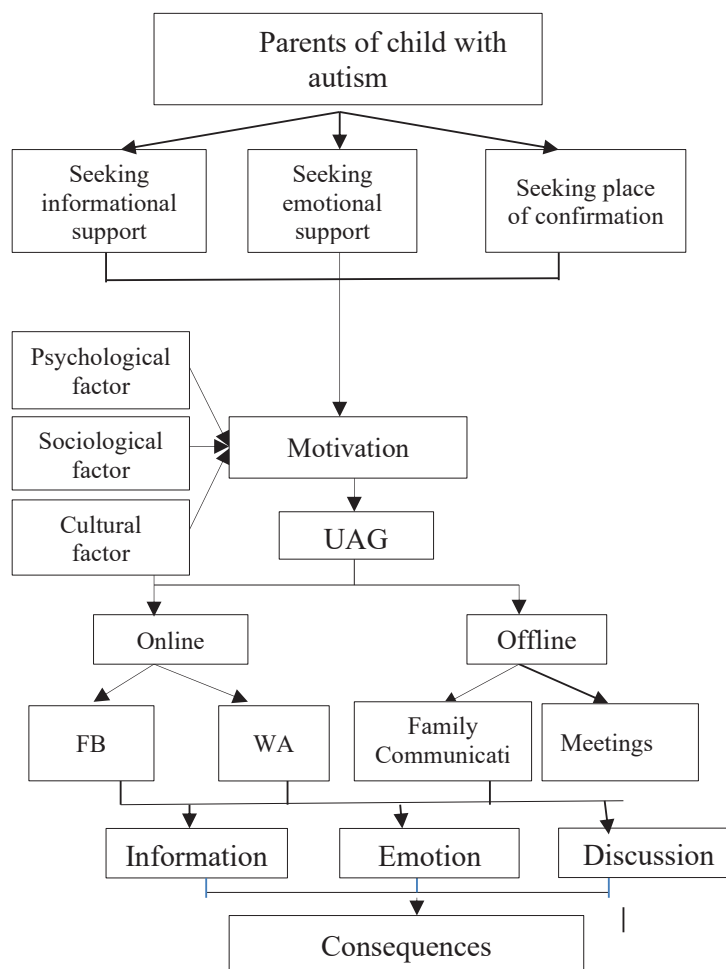 Parents of child with
autism
Seeking
informational
support
Seeking
emotional
support
Seeking place
of confirmation
Psychological
factor
Sociological
factor
Cultural
factor
Motivation
UAG
Online
Offline
FB
WA
Family
Communicati
Meetings
Information
Emotion
Discussion
Consequences